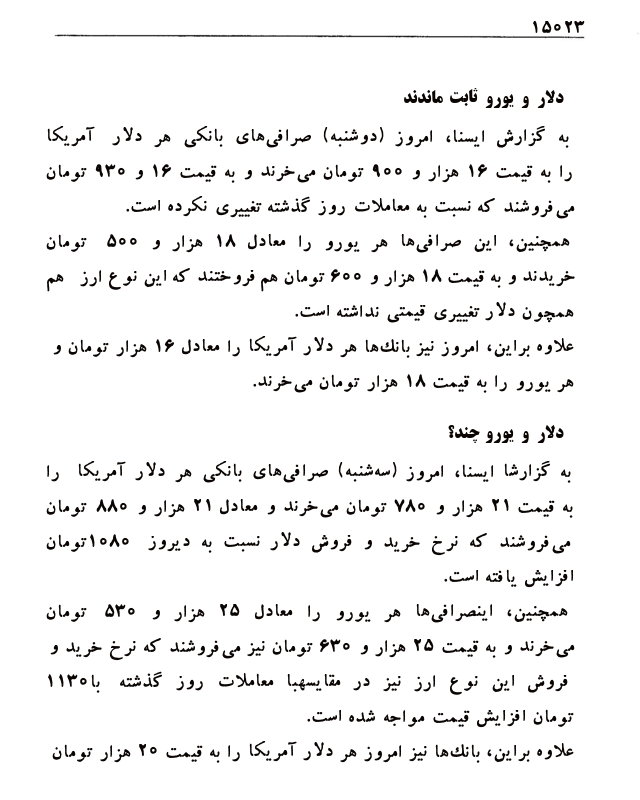 ۱۵۰۲۳
دلار و یورو ثابت ماندند
به گزارش ایسنا، امروز (دوشنبه) صرافی‌های بانکی هر دلار آمریکا
را به قیمت ۱۶ هزار و ۹۰۰ تومان می‌خرند و به قیمت ۱۶ و ۹۳۰ تومان
می‌فروشند که نسبت به معاملات روز گذشته تغییری نکرده است.
همچنین، این صرافی‌ها هر یورو را معادل ۱۸ هزار و ۵۰۰ تومان
خریدند و به قیمت ۱۸ هزار و ۶۰۰ تومان هم فروختند که این نوع ارز هم
همچون دلار تغییری قیمتی نداشته است.
علاوه براین، امروز نیز بانک‌ها هر دلار آمریکا را معادل ۱۶ هزار تومان و
هر یورو را به قیمت ۱۸ هزار تومان می‌خرند.
دلار و یورو چند؟
به گزارشا ایسنا، امروز (سه‌شنبه) صرافی‌های بانکی هر دلار آمریکا را
به قیمت ۲۱ هزار و ۷۸۰ تومان می‌خرند و معادل ۲۱ هزار و ۸۸۰ تومان
می‌فروشند که نرخ خرید و فروش دلار نسبت به دیروز ۱۰۸۰تومان
افزایش یافته است.
همچنین، اینصرافی‌ها هر یورو را معادل ۲۵ هزار و ۵۳۰ تومان
می‌خرند و به قیمت ۲۵ هزار و ۶۳۰ تومان نیز می‌فروشند که نرخ خرید و
فروش این نوع ارز نیز در مقایسهبا معاملات روز گذشته با۱۱۳۰
تومان افزایش قیمت مواجه شده است.
علاوه براین، بانک‌ها نیز امروز هر دلار آمریکا را به قیمت ۲۰ هزار تومان